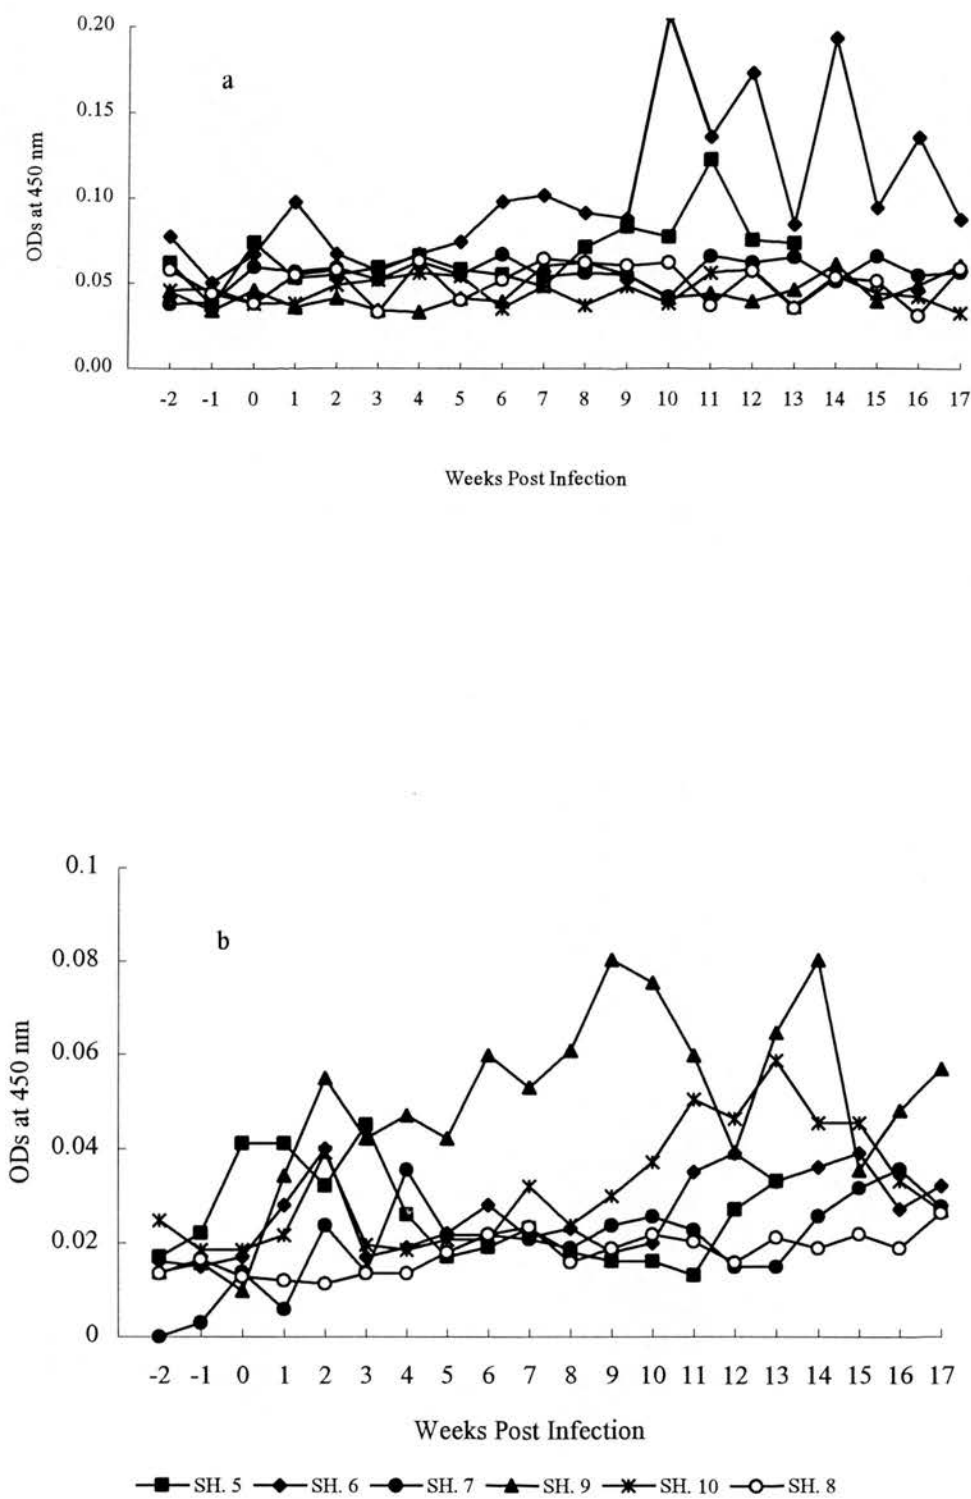 0.20
a
0.15
ODs at 450 nm
0.10
0.05
0.00
-2 -1 0 1 2 3 4 5 6 7 8 9 10 11 12 13 14 15 16 17
Weeks Post Infection
0.1
b
0.08
0.06
ODs at 450 nm
0.04
0.02
0
-2 -1 0 1 2 3 4 5 6 7 8 9 10 11 12 13 14 15 16 17
Weeks Post Infection
SH. 5 SH. 6 SH. 7 SH. 9 SH. 10 SH. 8